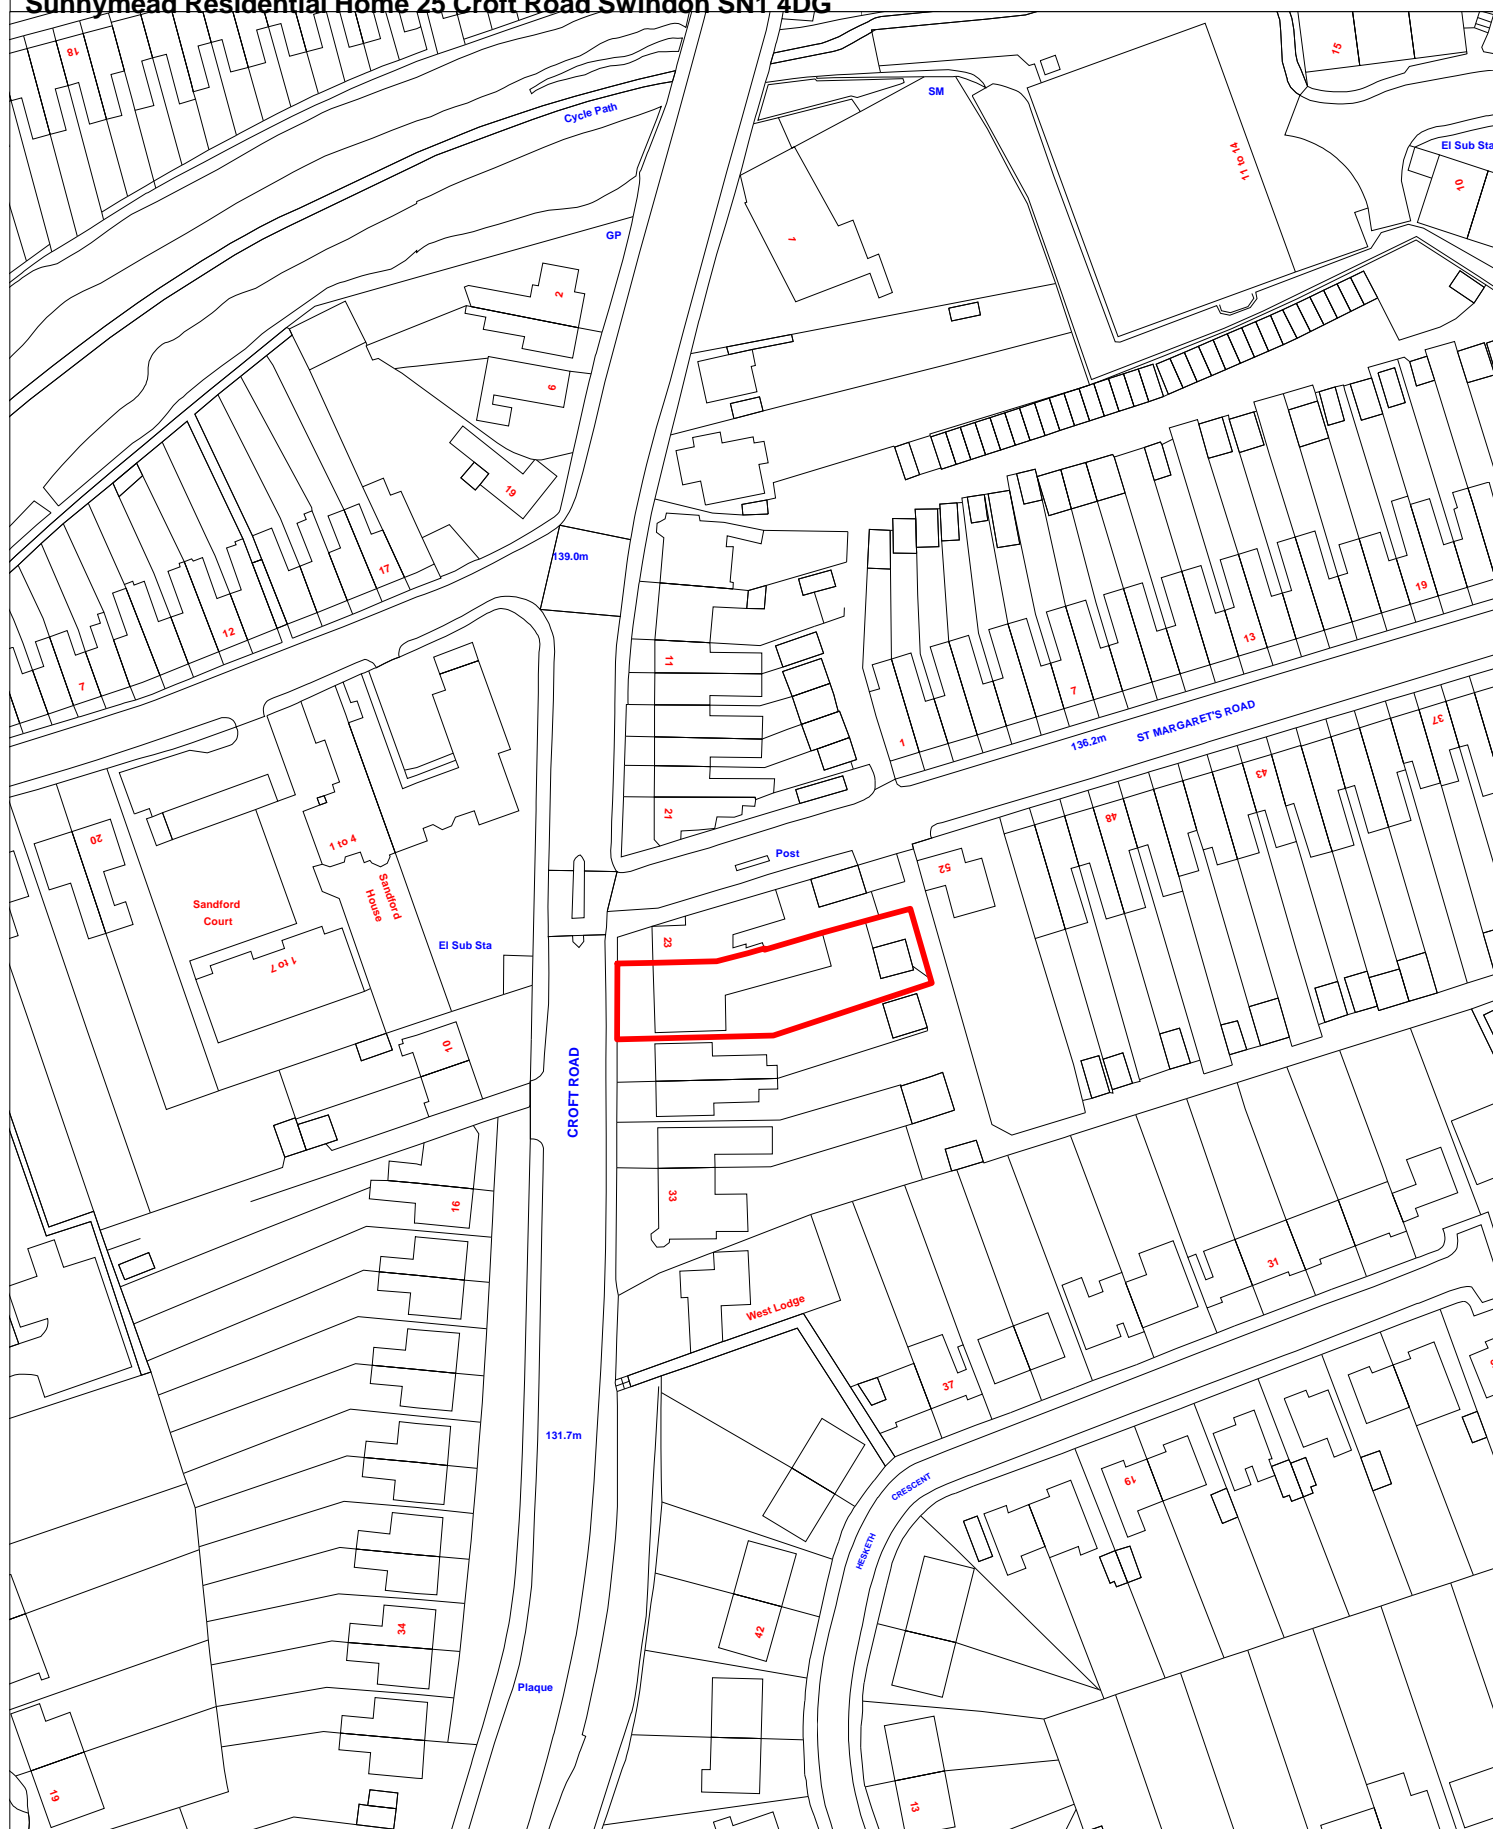 Sunnymead Residential Home 25 Croft Road Swindon SN1 4DG
18
15
SM
Cycle Path
11 to 14
El Sub Sta
10
GP
1
2
6
19
139.0m
17
12
7
11
19
13
7
1
136.2m
ST MARGARET'S ROAD
37
43
48
21
20
1 to 4
Post
52
Sandford
House
Sandford
Court
El Sub Sta
23
1 to 7
10
CROFT ROAD
16
33
West Lodge
31
37
131.7m
CRESCENT
19
HESKETH
34
42
Plaque
19
13